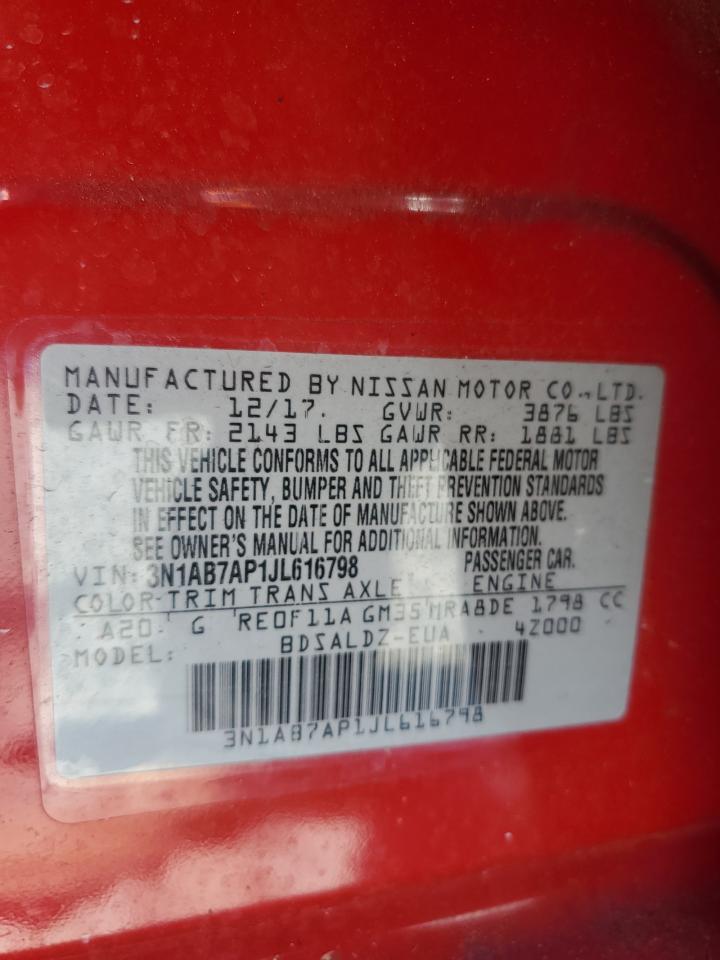 MANUFACTURED BY NISSAN MOTOR CO., LTD.
DATE: 12/17. GVWR: 3876 LBS
GAWR FR: 2143 LBS GAWR RR: 1881 LBS
THIS VEHICLE CONFORMS TO ALL APPLICABLE FEDERAL MOTOR
VEHICLE SAFETY, BUMPER AND THEFT PREVENTION STANDARDS
IN EFFECT ON THE DATE OF MANUFACTURE SHOWN ABOVE.
SEE OWNER'S MANUAL FOR ADDITIONAL INFORMATION.
VIN: 3N1AB7AP1JL616798 PASSENGER CAR.
COLOR-TRIM TRANS AXLE ENGINE
A20 G RE0F11A GM35 MRA8DE 1798 CC
MODEL: BDSALDZ-EUA 4Z000
3N1AB7AP1JL616798